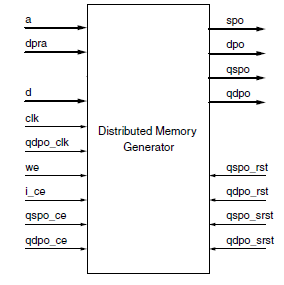 a
dpra
d
clk
qdpo_clk
we
i_ce
qspo_ce
qdpo_ce
Distributed Memory
Generator
spo
dpo
qspo
qdpo
qspo_rst
qdpo_rst
qspo_srst
qdpo_srst